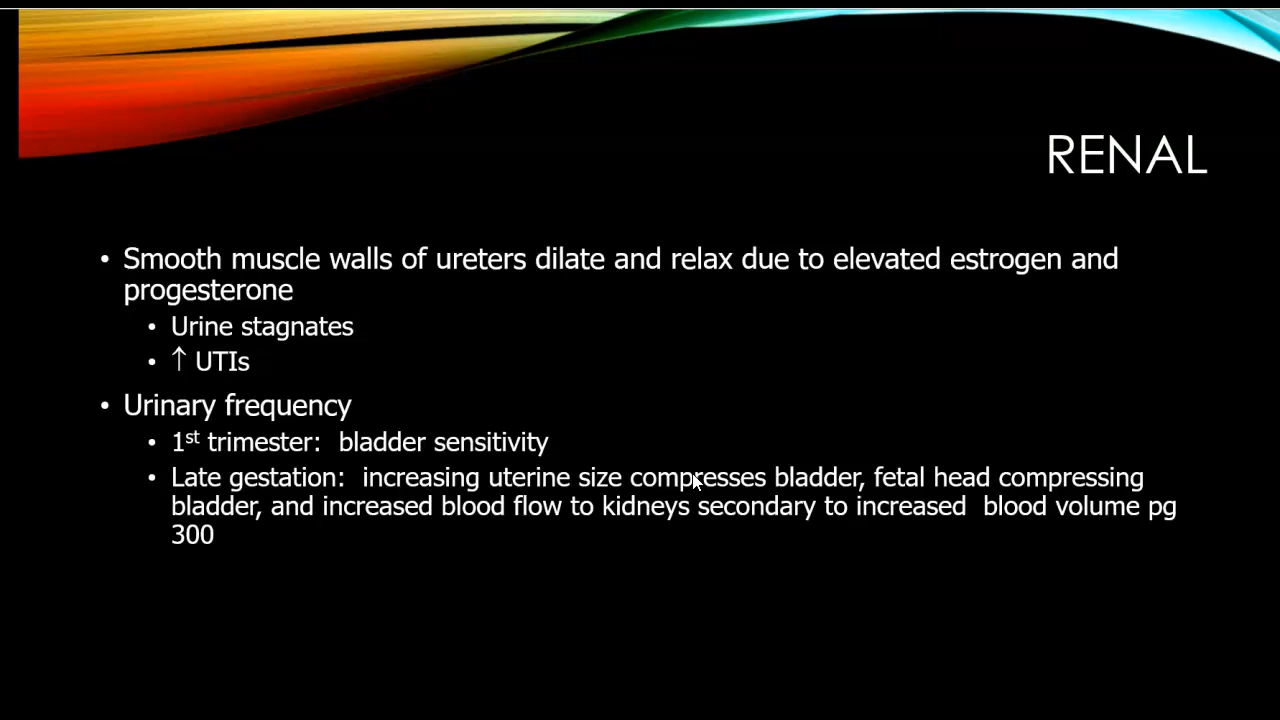 RENAL
• Smooth muscle walls of ureters dilate and relax due to elevated estrogen and
progesterone
• Urine stagnates
• ↑ UTIs
• Urinary frequency
• 1st trimester:  bladder sensitivity
• Late gestation:  increasing uterine size compresses bladder, fetal head compressing
bladder, and increased blood flow to kidneys secondary to increased  blood volume pg
300